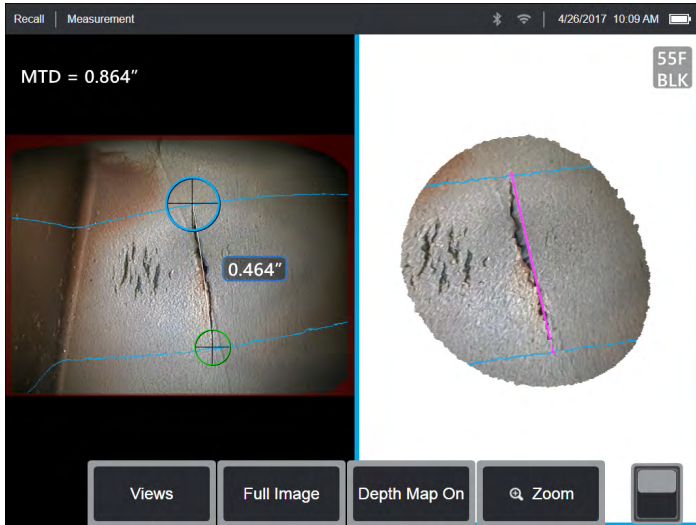 Recall | Measurement
4/26/2017 10:09 AM
MTD = 0.864"
55F
BLK
0.464"
Views
Full Image
Depth Map On
Zoom